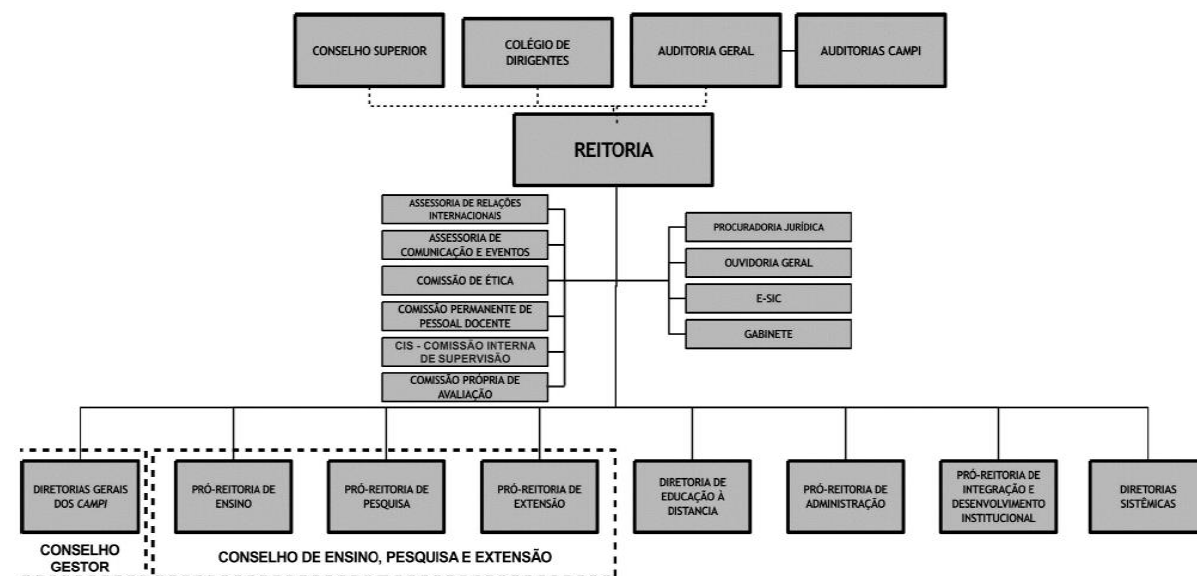 CONSELHO SUPERIOR
COLÉGIO DE
DIRIGENTES
AUDITORIA GERAL
AUDITORIAS CAMPI
REITORIA
ASSESSORIA DE RELAÇÕES
INTERNACIONAIS
ASSESSORIA DE
COMUNICAÇÃO E EVENTOS
COMISSÃO DE ÉTICA
COMISSÃO PERMANENTE DE
PESSOAL DOCENTE
CIS - COMISSÃO INTERNA
DE SUPERVISÃO
COMISSÃO PRÓPRIA DE
AVALIAÇÃO
PROCURADORIA JURÍDICA
OUVIDORIA GERAL
E-SIC
GABINETE
DIRETORIAS GERAIS
DOS CAMPI
PRÓ-REITORIA DE
ENSINO
PRÓ-REITORIA DE
PESQUISA
PRÓ-REITORIA DE
EXTENSÃO
DIRETORIA DE
EDUCAÇÃO À
DISTANCIA
PRÓ-REITORIA DE
ADMINISTRAÇÃO
PRÓ-REITORIA DE
INTEGRAÇÃO E
DESENVOLVIMENTO
INSTITUCIONAL
DIRETORIAS
SISTÊMICAS
CONSELHO
GESTOR
CONSELHO DE ENSINO, PESQUISA E EXTENSÃO